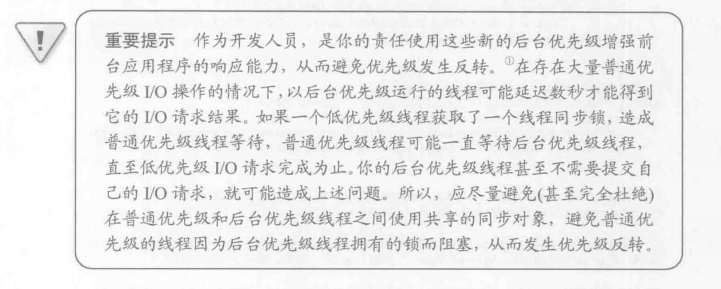 重要提示 作为开发人员，是你的责任使用这些新的后台优先级增强前
台应用程序的响应能力，从而避免优先级发生反转。①在存在大量普通优
先级 I/O 操作的情况下，以后台优先级运行的线程可能延迟数秒才能得到
它的 I/O 请求结果。如果一个低优先级线程获取了一个线程同步锁，造成
普通优先级线程等待，普通优先级线程可能一直等待后台优先级线程，
直至低优先级 I/O 请求完成为止。你的后台优先级线程甚至不需要提交自
己的 I/O 请求，就可能造成上述问题。所以，应尽量避免(甚至完全杜绝)
在普通优先级和后台优先级线程之间使用共享的同步对象，避免普通优
先级的线程因为后台优先级线程拥有的锁而阻塞，从而发生优先级反转。